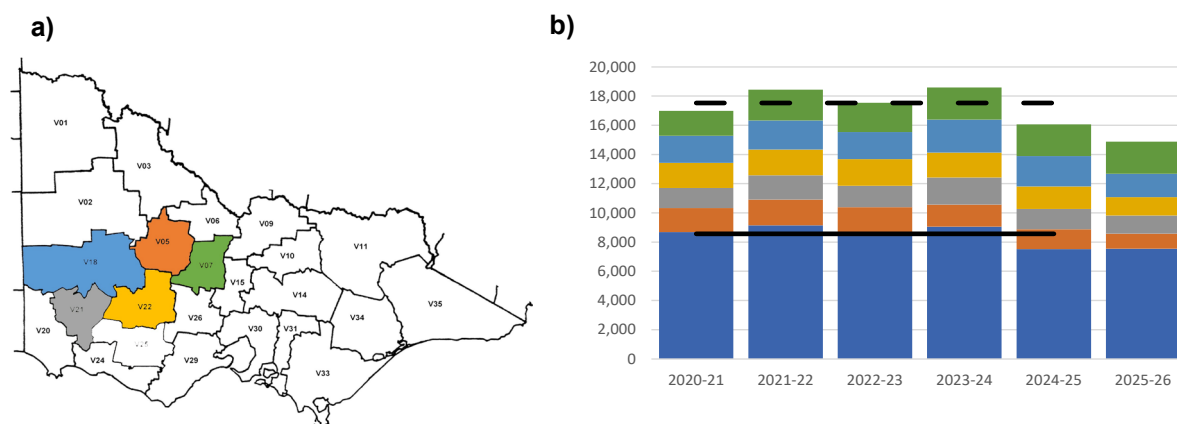 a)
V01
V03
V02
V06
V09
V11
V05
V10
V07
V18
V15
V14
V35
V21
V22
V26
V34
V20
V30
V31
V24
V29
V33
b)
20,000
18,000
16,000
14,000
12,000
10,000
8,000
6,000
4,000
2,000
0
2020-21
2021-22
2022-23
2023-24
2024-25
2025-26